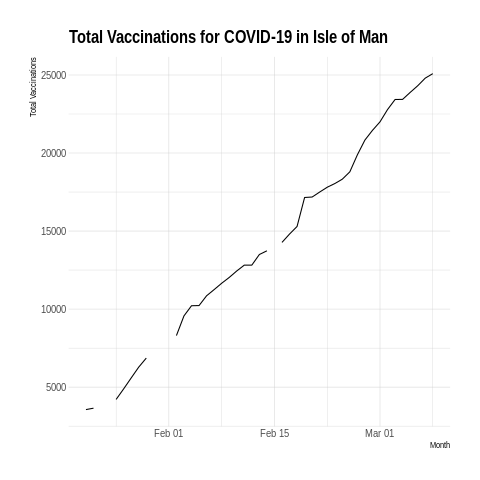 Total Vaccinations for COVID-19 in Isle of Man
Total Vaccinations
25000
20000
15000
10000
5000
Feb 01 Feb 15 Mar 01
Month